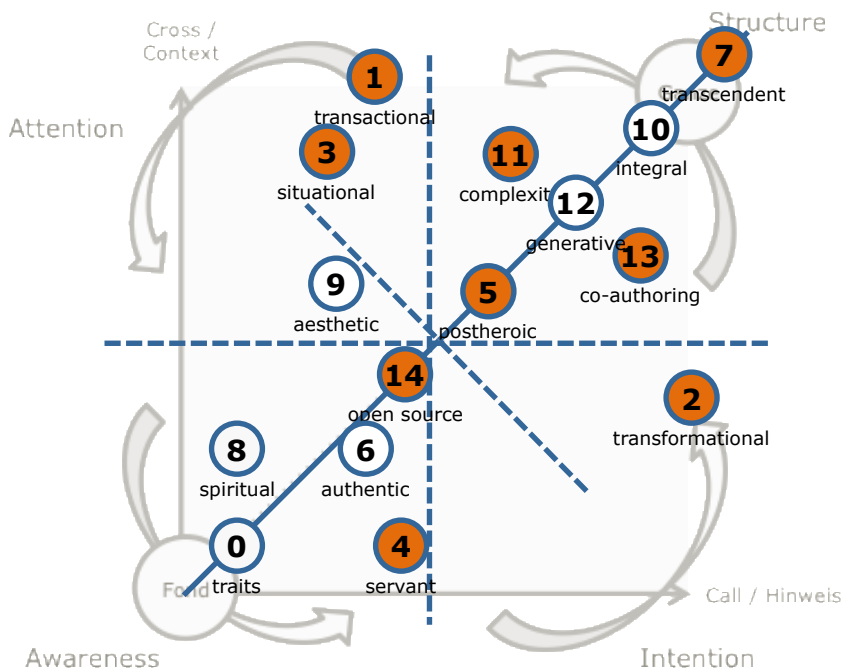 Cross /
Context
Structure
Attention
1
transactional
7
transcendent
3
situational
11
complexit
10
integral
12
generative
13
co-authoring
9
aesthetic
5
postheroic
14
open source
2
transformational
8
spiritual
6
authentic
0
traits
4
servant
Fond
Call / Hinweis
Awareness
Intention